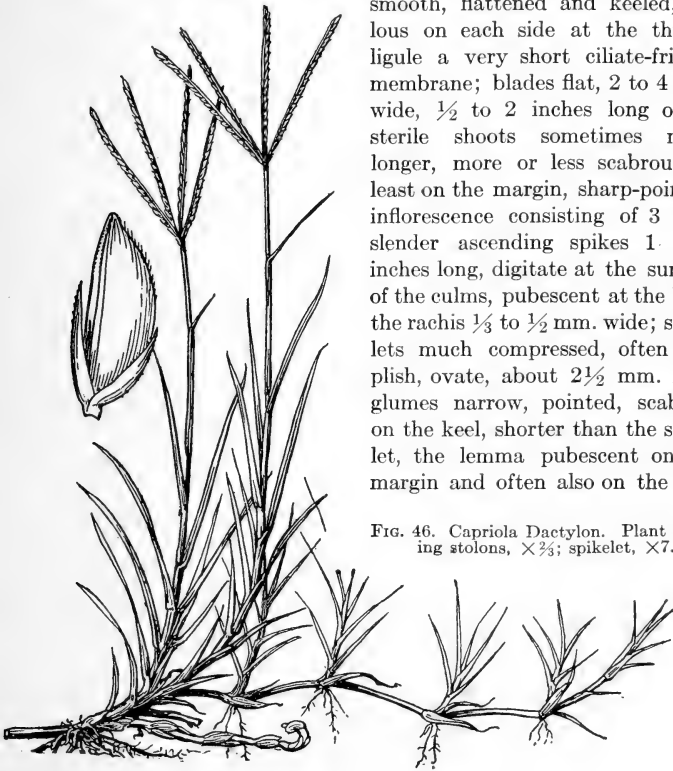 smooth, flattened and keeled,
lous on each side at the th
ligule a very short ciliate-fri
membrane; blades flat, 2 to 4
wide, ½ to 2 inches long o
sterile shoots sometimes
longer, more or less scabrou
least on the margin, sharp-poin
inflorescence consisting of 3
slender ascending spikes 1
inches long, digitate at the su
of the culms, pubescent at the
the rachis ⅓ to ½ mm. wide; s
lets much compressed, often
plish, ovate, about 2½ mm.
glumes narrow, pointed, scab
on the keel, shorter than the s
let, the lemma pubescent on
margin and often also on the
FIG. 46. Capriola Dactylon. Plant
ing stolons, ×⅔; spikelet, ×7.